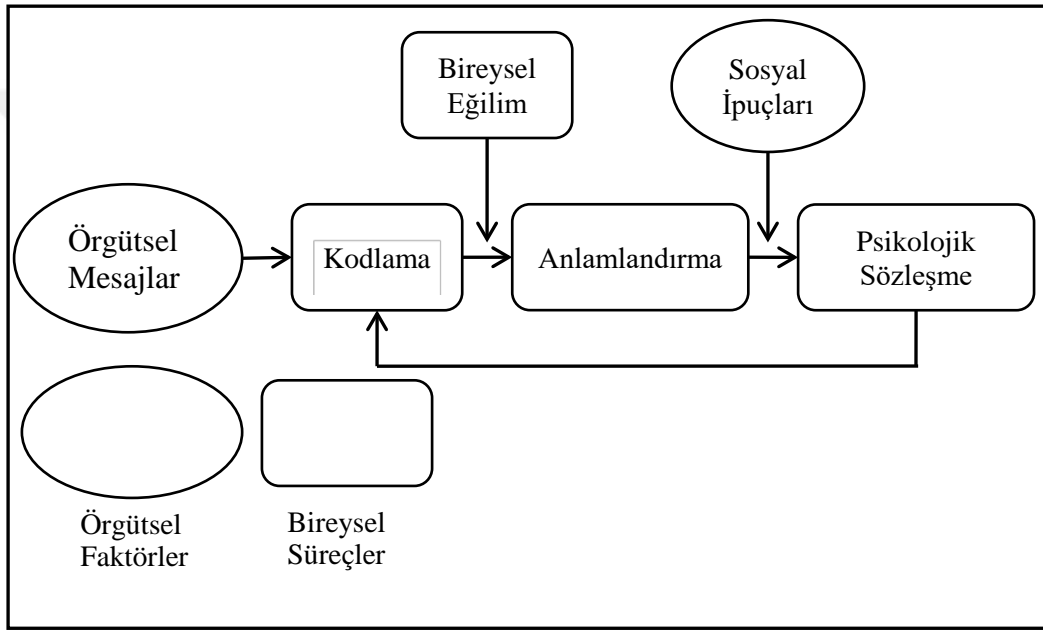 Bireysel
Eğilim
Sosyal
İpuçları
Örgütsel
Mesajlar
Kodlama
Anlamlandırma
Psikolojik
Sözleşme
Örgütsel
Faktörler
Bireysel
Süreçler